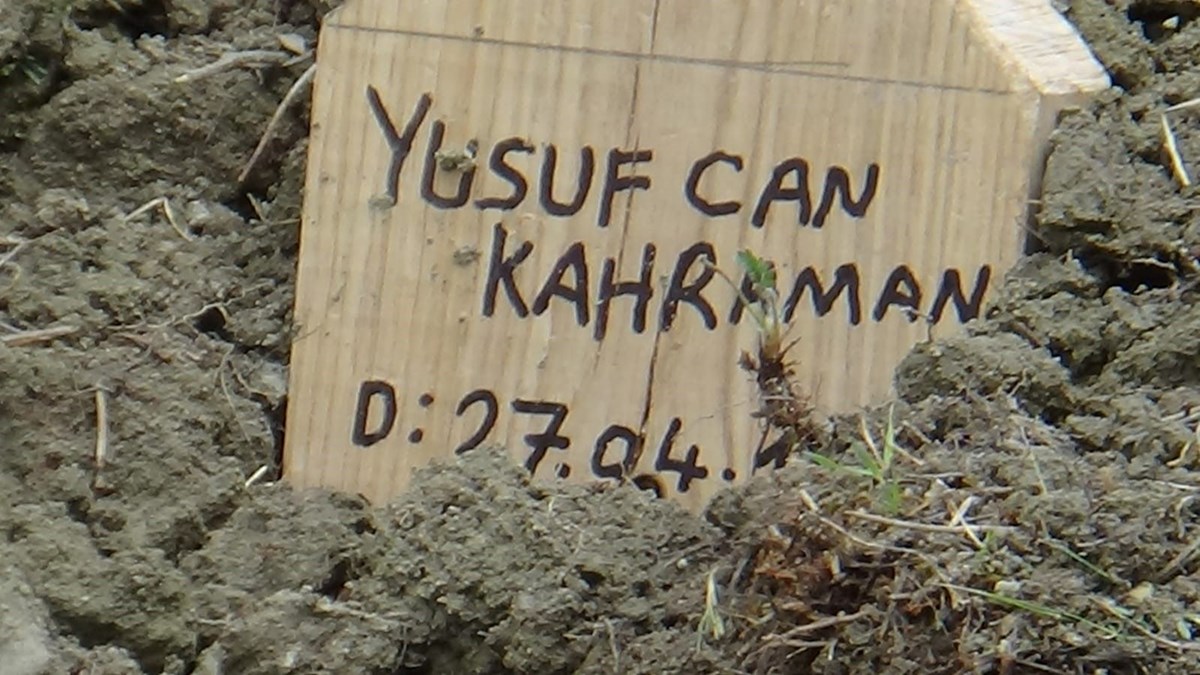 YUSUF CAN
KAHRAMAN
D: 27.04.